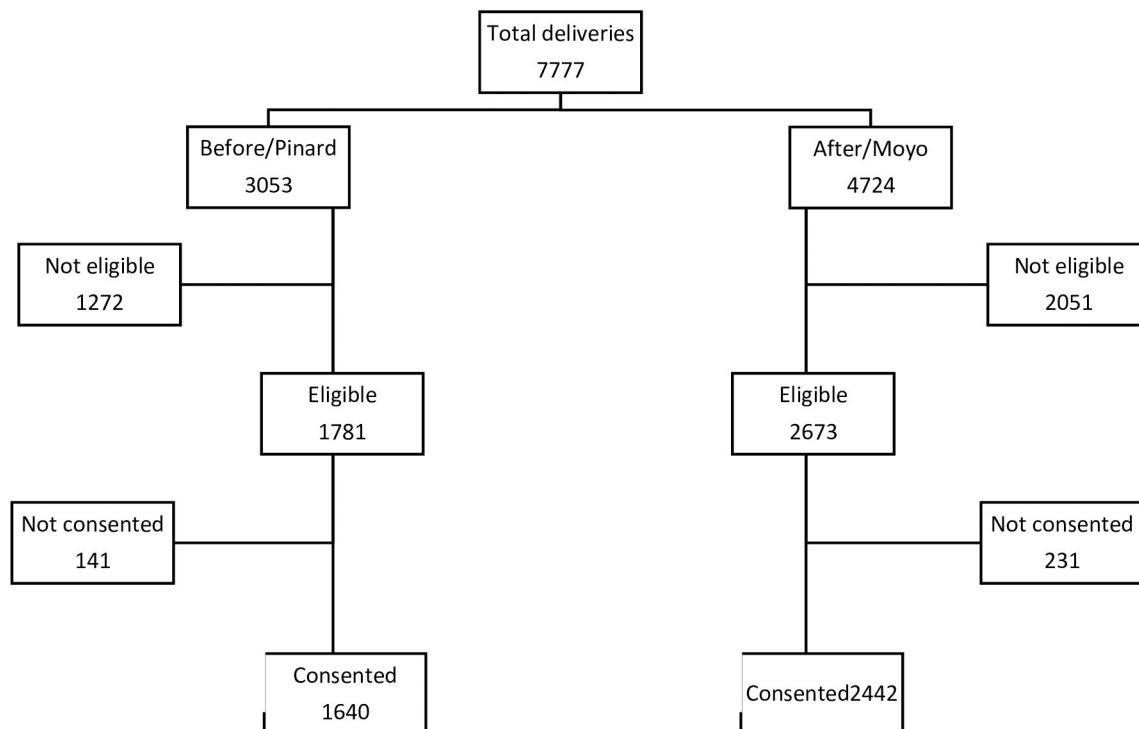 Total deliveries
7777
Before/Pinard
3053
After/Moyo
4724
Not eligible
1272
Not eligible
2051
Eligible
1781
Eligible
2673
Not consented
141
Not consented
231
Consented
1640
Consented2442